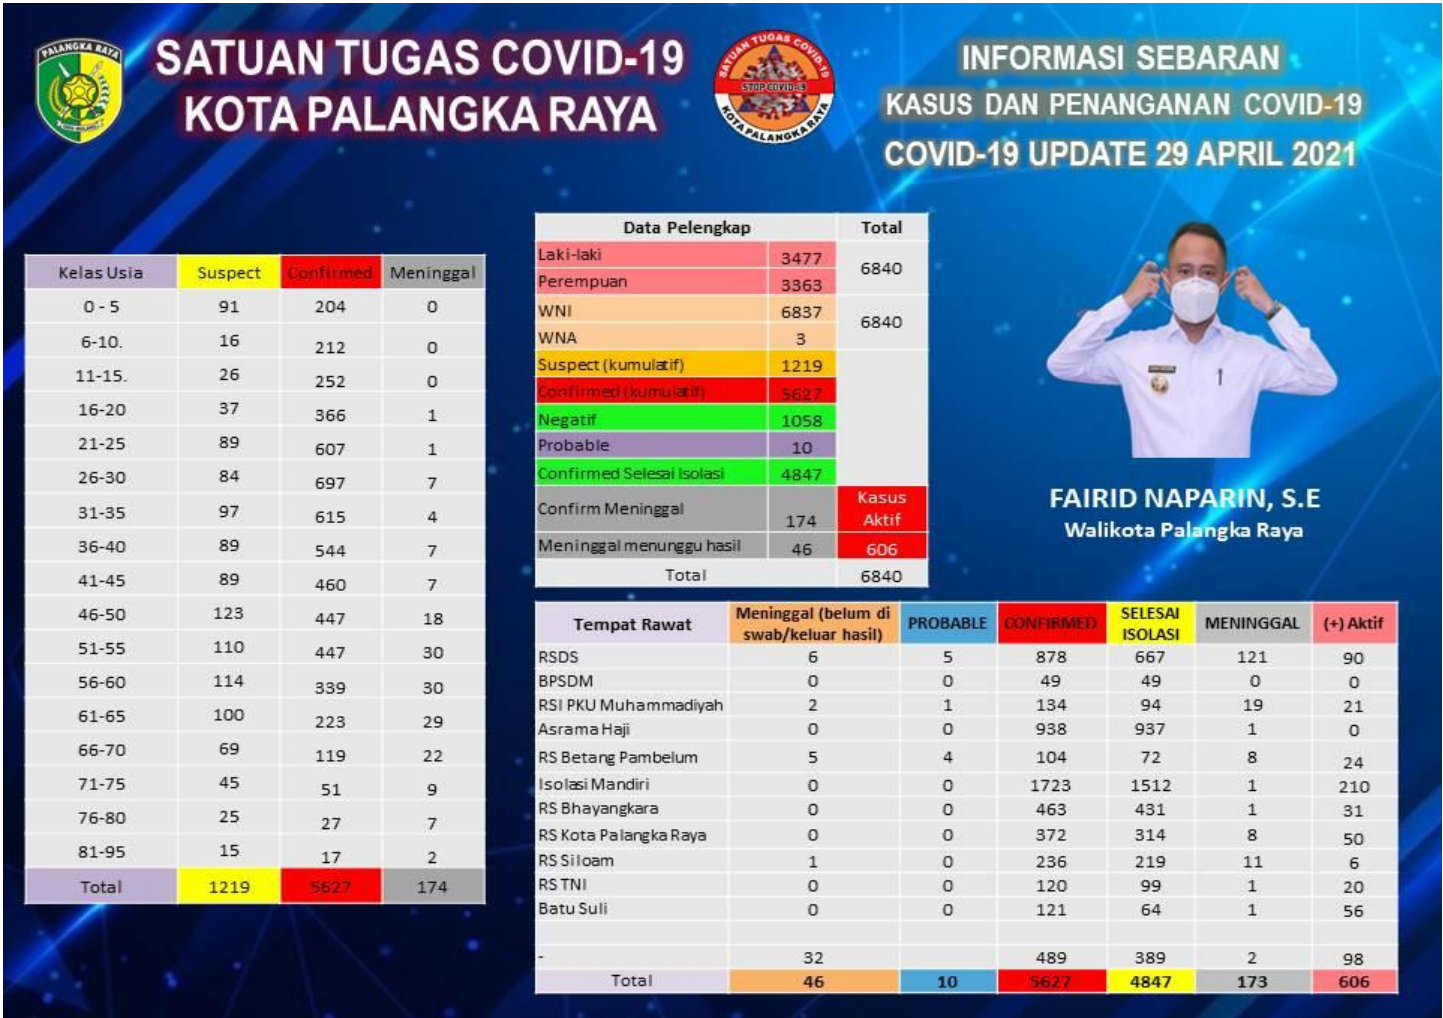 PALANGKA RAYA
SATUAN TUGAS COVID-19
KOTA PALANGKA RAYA
SATUAN TUGAS COVID-19
STOP COVID-19
KOTA PALANGKA RAYA
INFORMASI SEBARAN
KASUS DAN PENANGANAN COVID-19
COVID-19 UPDATE 29 APRIL 2021
Kelas Usia Suspect Confirmed Meninggal
0 - 5 91 204 0
6-10. 16 212 0
11-15. 26 252 0
16-20 37 366 1
21-25 89 607 1
26-30 84 697 7
31-35 97 615 4
36-40 89 544 7
41-45 89 460 7
46-50 123 447 18
51-55 110 447 30
56-60 114 339 30
61-65 100 223 29
66-70 69 119 22
71-75 45 51 9
76-80 25 27 7
81-95 15 17 2
Total 1219 5627 174
Data Pelengkap Total
Laki-laki 3477 6840
Perempuan 3363
WNI 6837 6840
WNA 3
Suspect (kumulatif) 1219
Confirmed (kumulatif) 5627
Negatif 1058
Probable 10
Confirmed Selesai Isolasi 4847
Confirm Meninggal 174 Kasus Aktif
Meninggal menunggu hasil 46 606
Total 6840
FAIRID NAPARIN, S.E
Walikota Palangka Raya
Tempat Rawat Meninggal (belum di swab/keluar hasil) PROBABLE CONFIRMED SELESAI ISOLASI MENINGGAL (+) Aktif
RSDS 6 5 878 667 121 90
BPSDM 0 0 49 49 0 0
RSI PKU Muhammadiyah 2 1 134 94 19 21
Asrama Haji 0 0 938 937 1 0
RS Betang Pambelum 5 4 104 72 8 24
Isolasi Mandiri 0 0 1723 1512 1 210
RS Bhayangkara 0 0 463 431 1 31
RS Kota Palangka Raya 0 0 372 314 8 50
RS Siloam 1 0 236 219 11 6
RS TNI 0 0 120 99 1 20
Batu Suli 0 0 121 64 1 56
- 32 489 389 2 98
Total 46 10 5627 4847 173 606